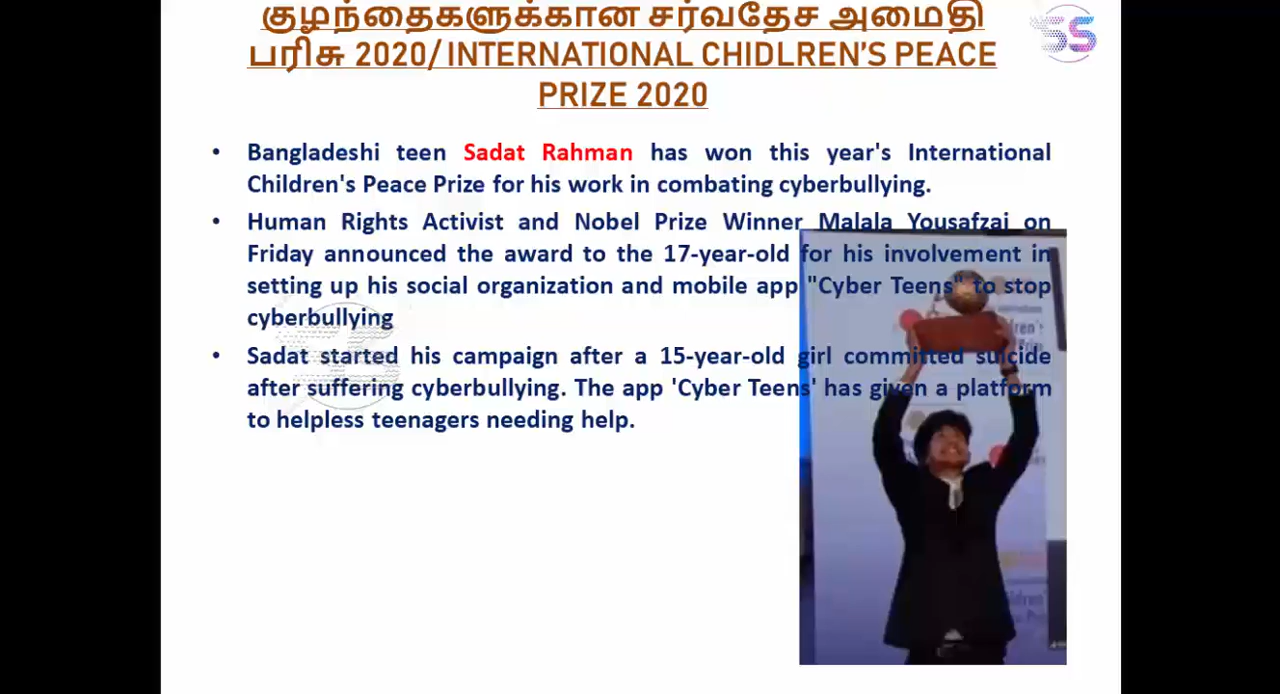 குழந்தைகளுக்கான சர்வதேச அமைதி
பரிசு 2020/ INTERNATIONAL CHIDLREN’S PEACE
PRIZE 2020
SS
• Bangladeshi teen Sadat Rahman has won this year's International
Children's Peace Prize for his work in combating cyberbullying.
• Human Rights Activist and Nobel Prize Winner Malala Yousafzai on
Friday announced the award to the 17-year-old for his involvement in
setting up his social organization and mobile app "Cyber Teens" to stop
cyberbullying
• Sadat started his campaign after a 15-year-old girl committed suicide
after suffering cyberbullying. The app 'Cyber Teens' has given a platform
to helpless teenagers needing help.